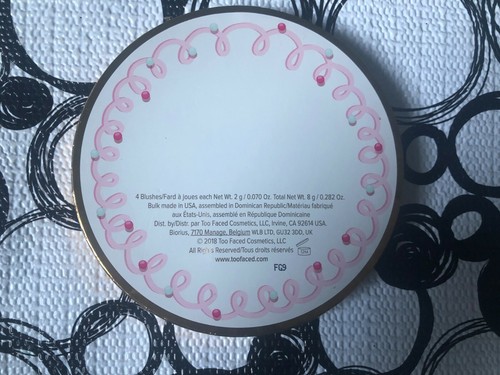 4 Blushes/Fard à joues each Net Wt. 2 g / 0.070 Oz. Total Net Wt. 8 g / 0.282 Oz.
Bulk made in USA, assembled in Dominican Republic/Matériau fabriqué
aux États-Unis, assemblé en République Dominicaine
Dist. by/Distr. par Too Faced Cosmetics, LLC, Irvine, CA 92614 USA.
Biorius, 7170 Manage, Belgium WLB LTD, GU32 3DD, UK
© 2018 Too Faced Cosmetics, LLC
All Rights Reserved/Tous droits réservés
www.toofaced.com
FG9